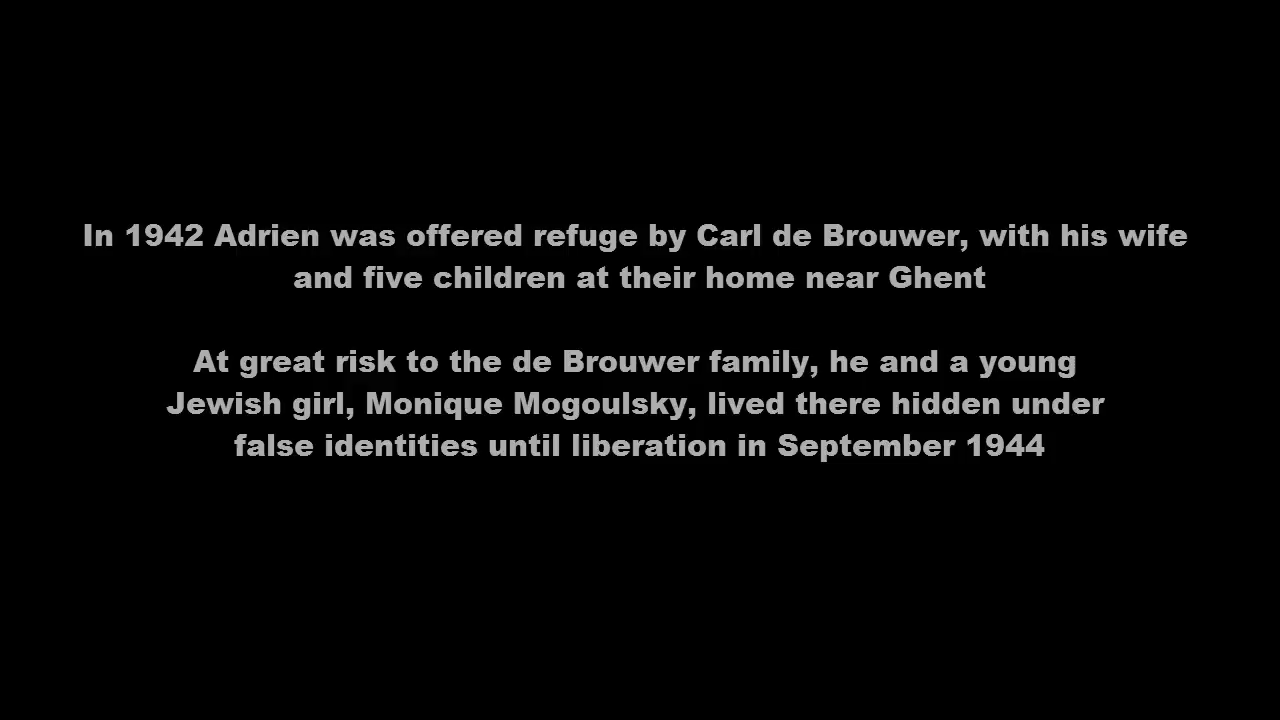 In 1942 Adrien was offered refuge by Carl de Brouwer, with his wife
and five children at their home near Ghent
At great risk to the de Brouwer family, he and a young
Jewish girl, Monique Mogoulsky, lived there hidden under
false identities until liberation in September 1944